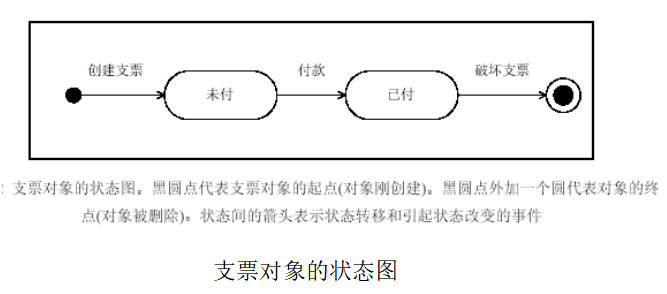 创建支票 付款 破坏支票
未付 已付
: 支票对象的状态图。黑圆点代表支票对象的起点(对象刚创建)。黑圆点外加一个圆代表对象的终
点(对象被删除)。状态间的箭头表示状态转移和引起状态改变的事件
支票对象的状态图